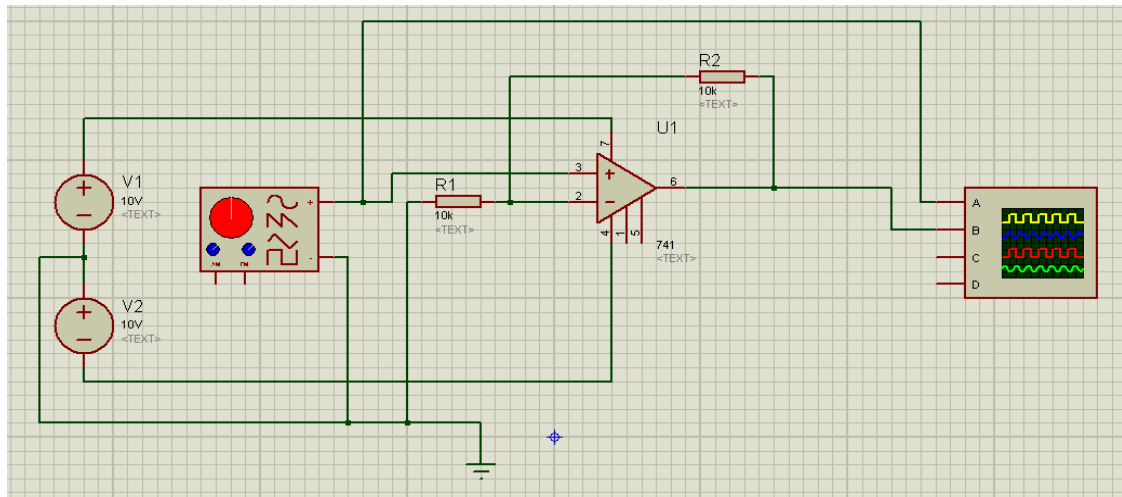 R2
10k
<TEXT>
U1
7
V1
10V
<TEXT>
3
+
R1
10k
<TEXT>
2
6
4
1
5
741
<TEXT>
+
-
A
B
C
D
V2
10V
<TEXT>